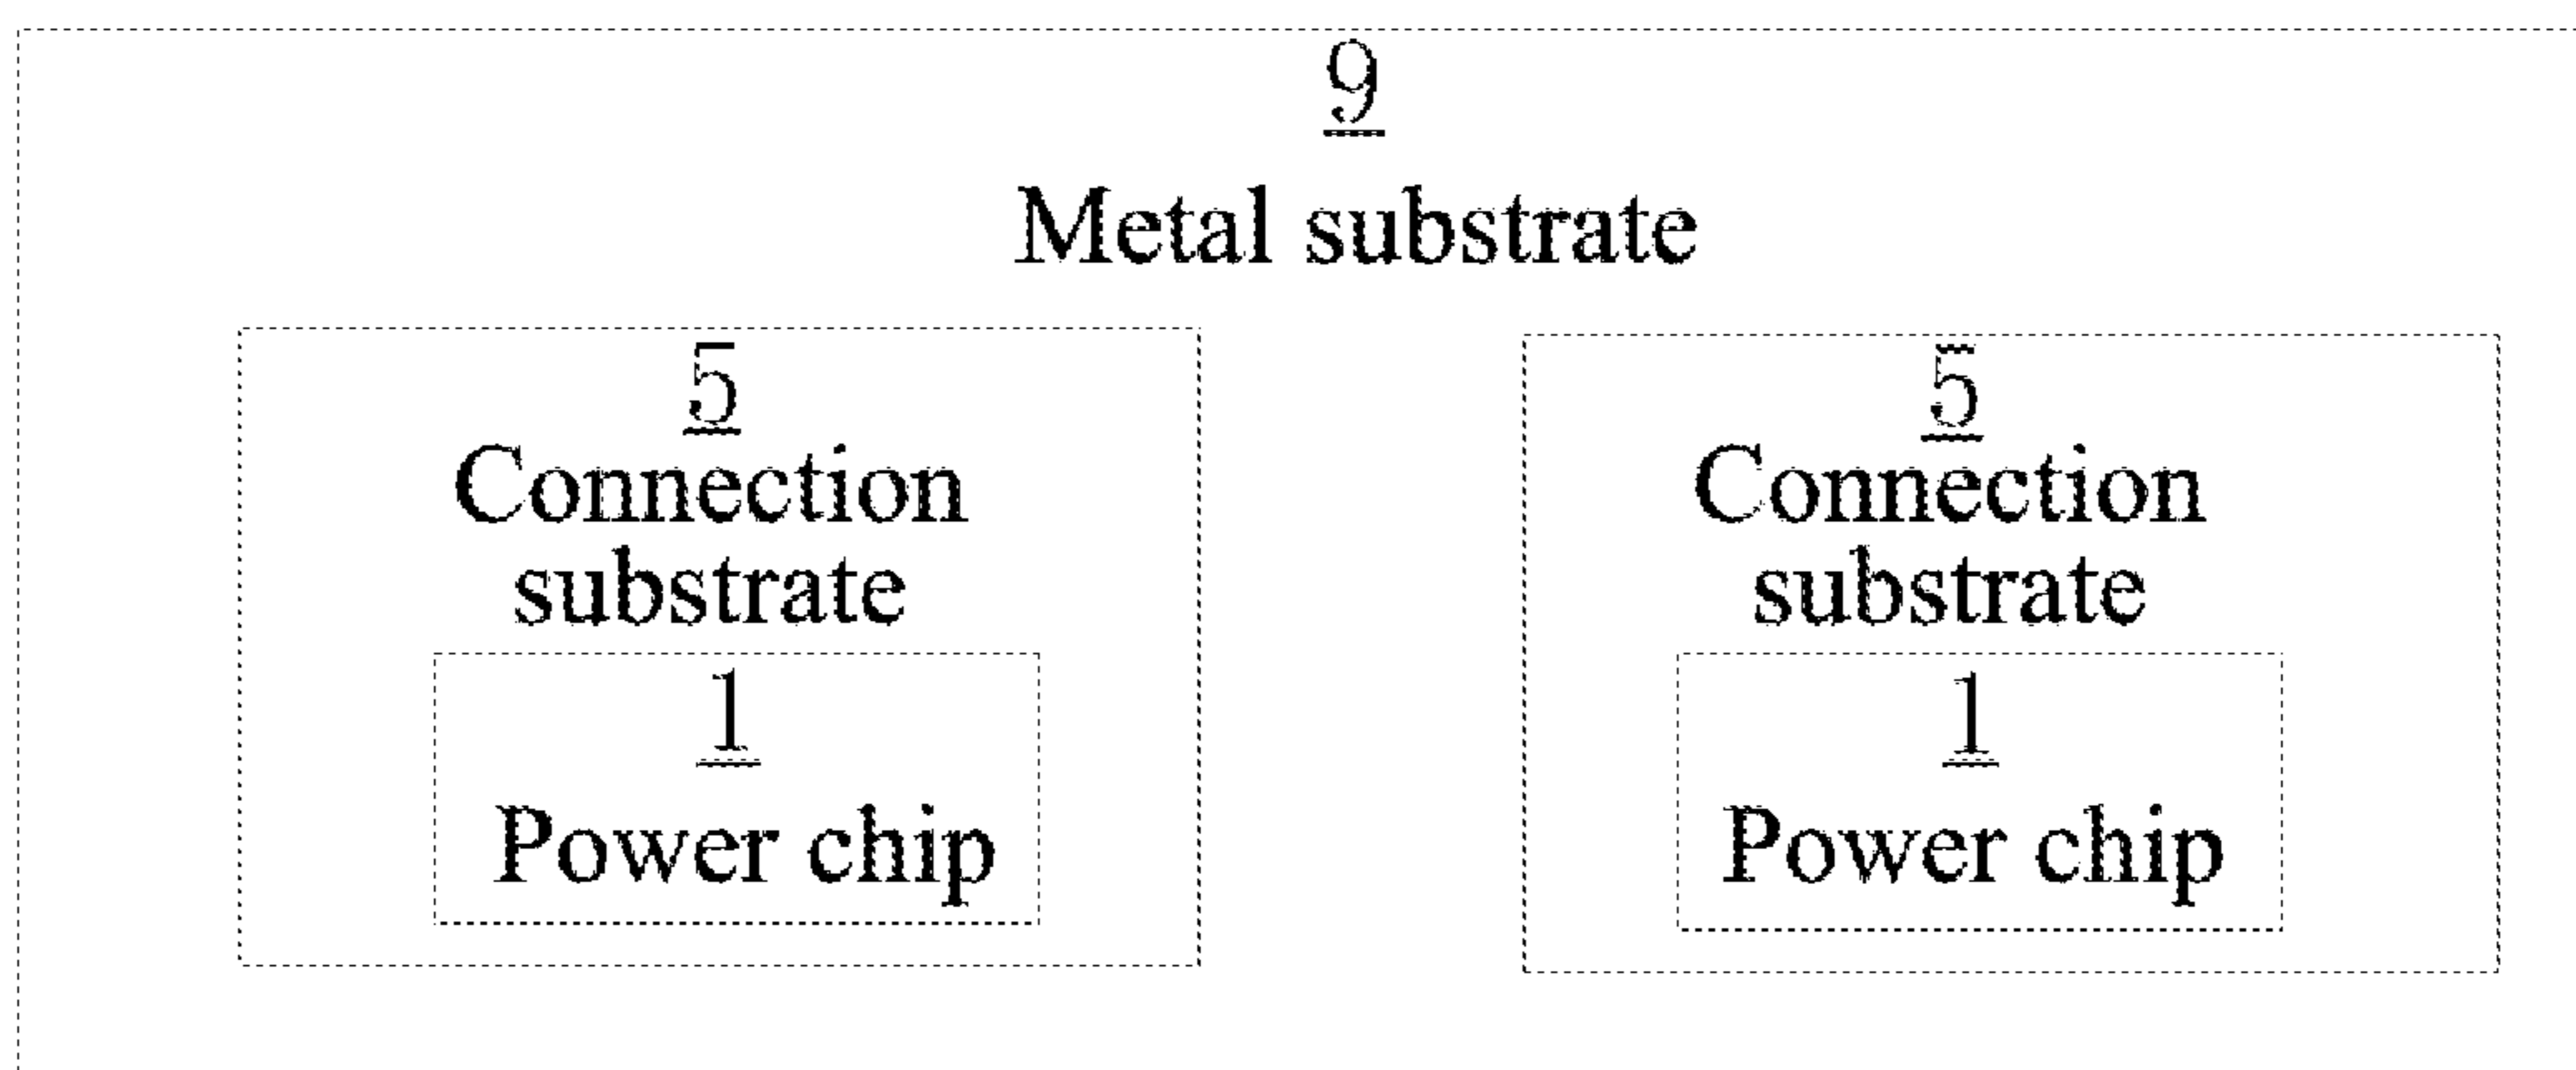 9
Metal substrate
5
Connection
substrate
1
Power chip
5
Connection
substrate
1
Power chip